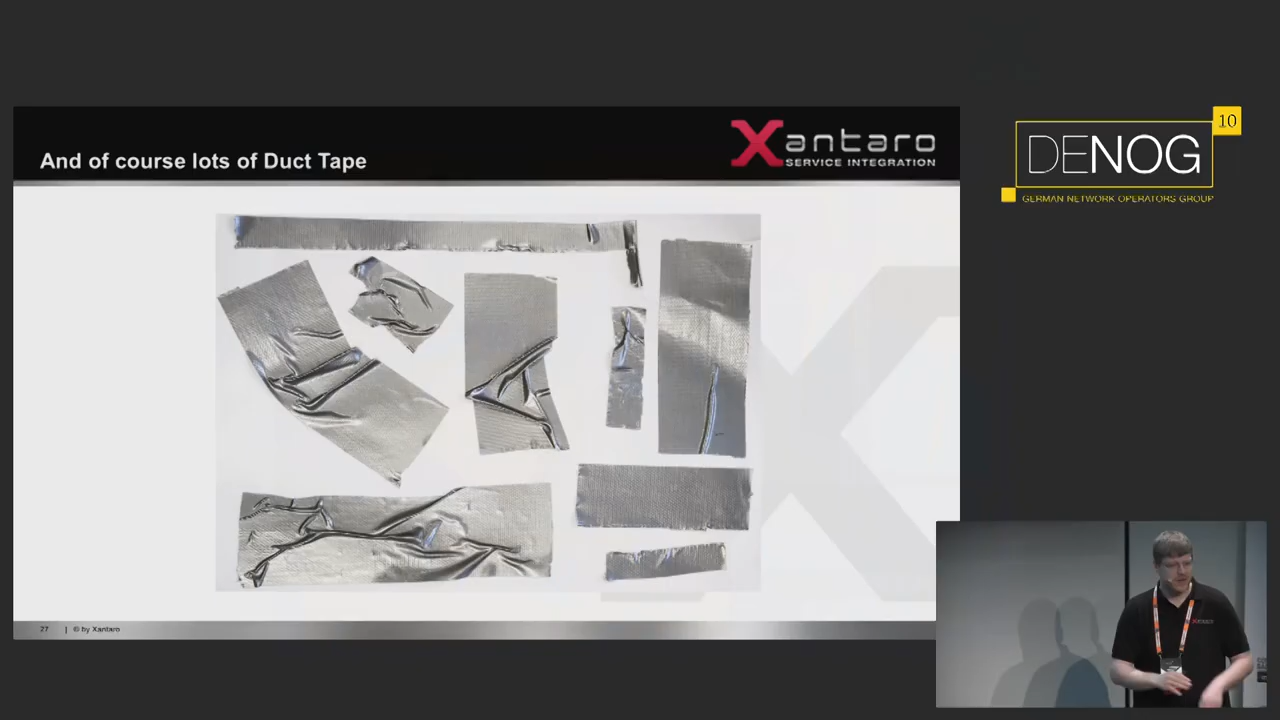 And of course lots of Duct Tape
Xantaro
SERVICE INTEGRATION
10
DENOG
GERMAN NETWORK OPERATORS GROUP
27 | © by Xantaro